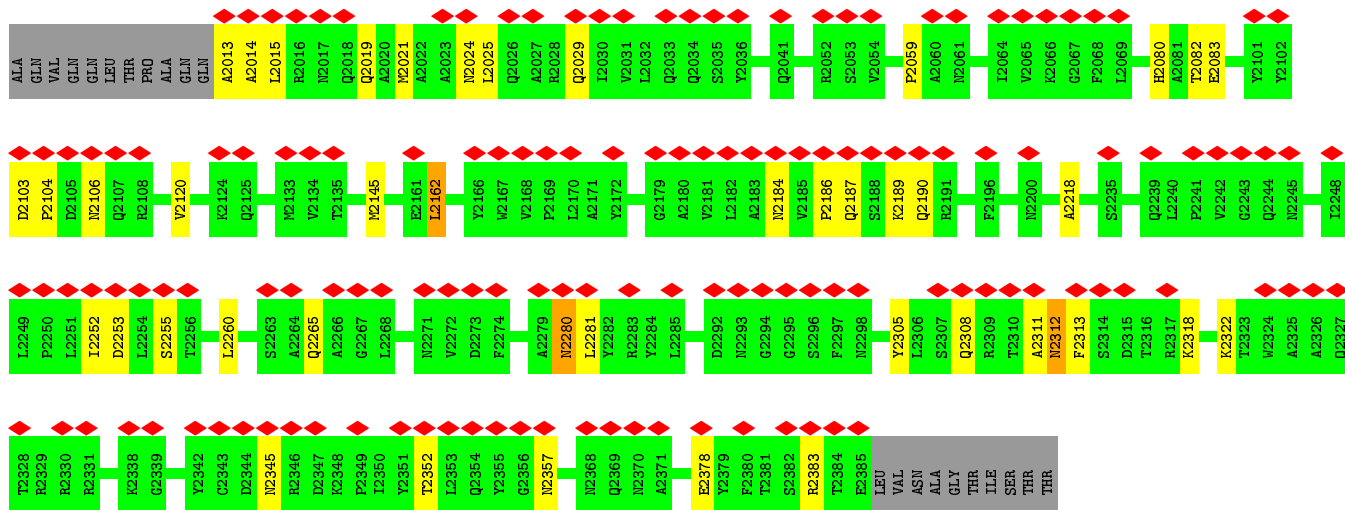 ALA GLN VAL GLN GLN LEU THR PRO ALA GLN GLN A2013 A2014 L2015 R2016 N2017 Q2018 Q2019 A2020 M2021 A2022 A2023 N2024 L2025 Q2026 A2027 R2028 Q2029 I2030 V2031 L2032 Q2033 Q2034 S2035 Y2036 Q2041 R2052 S2053 V2054 P2059 A2060 N2061 I2064 V2065 K2066 G2067 F2068 L2069 H2080 A2081 T2082 E2083 Y2101 Y2102
D2103 P2104 D2105 N2106 Q2107 R2108 V2120 K2124 Q2125 M2133 V2134 T2135 M2145 E2161 L2162 Y2166 W2167 V2168 P2169 L2170 A2171 Y2172 G2179 A2180 V2181 L2182 A2183 N2184 V2185 P2186 Q2187 S2188 K2189 Q2190 R2191 F2196 N2200 A2218 S2235 Q2239 L2240 P2241 V2242 G2243 Q2244 N2245 I2248
L2249 P2250 L2251 I2252 D2253 L2254 S2255 T2256 L2260 S2263 A2264 Q2265 A2266 G2267 L2268 N2271 V2272 D2273 F2274 A2279 N2280 L2281 Y2282 R2283 Y2284 L2285 D2292 N2293 G2294 G2295 S2296 F2297 N2298 Y2305 L2306 S2307 Q2308 R2309 T2310 A2311 N2312 F2313 S2314 D2315 T2316 R2317 K2318 K2322 T2323 W2324 A2325 A2326 Q2327
T2328 R2329 R2330 R2331 K2338 G2339 Y2342 C2343 D2344 N2345 R2346 D2347 K2348 P2349 I2350 Y2351 T2352 L2353 Q2354 Y2355 G2356 N2357 N2368 Q2369 N2370 A2371 E2378 Y2379 F2380 T2381 S2382 R2383 T2384 E2385 LEU VAL ASN ALA GLY THR ILE SER THR THR